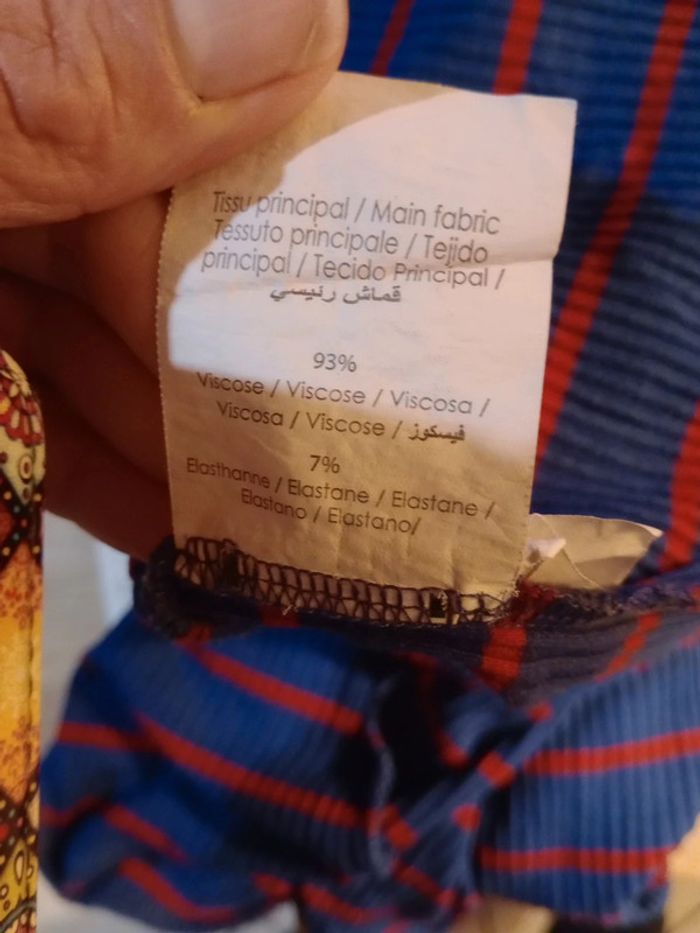 Tissu principal / Main fabric
Tessuto principale / Tejido
principal / Tecido Principal /
قماش رئيسي
93%
Viscose / Viscose / Viscosa /
Viscosa / Viscose / فيسكوز
7%
Elasthanne / Elastane / Elastane /
Elastano / Elastano/